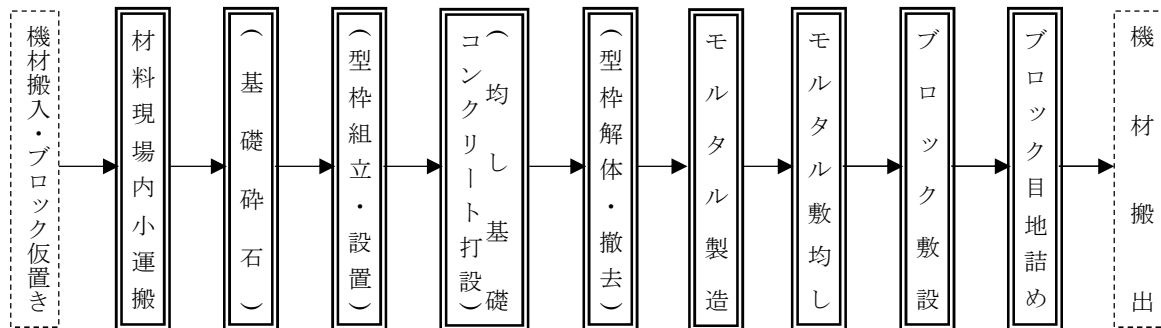 機材搬入・ブロック仮置き
材料現場内小運搬
(基礎砕石)
(型枠組立・設置)
(均し基礎
コンクリート打設)
(型枠解体・撤去)
モルタル製造
モルタル敷均し
ブロック敷設
ブロック目地詰め
機材搬出